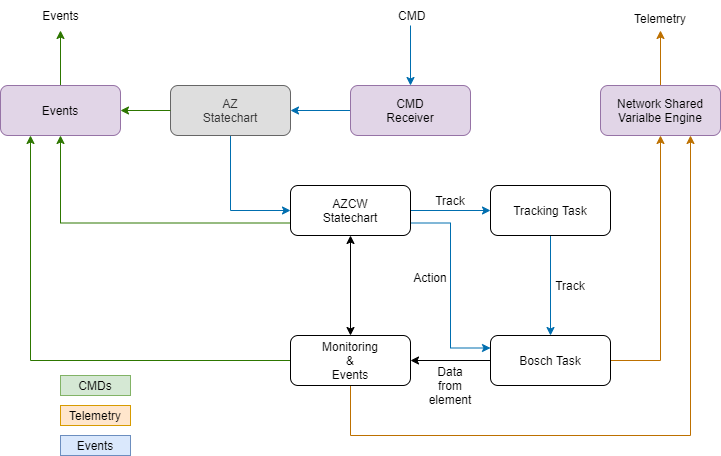 Events
CMD
Telemetry
Events
AZ
Statechart
CMD
Receiver
Network Shared
Varialbe Engine
AZCW
Statechart
Track
Tracking Task
Action
Track
Monitoring
&
Events
Data
from
element
Bosch Task
CMDs
Telemetry
Events